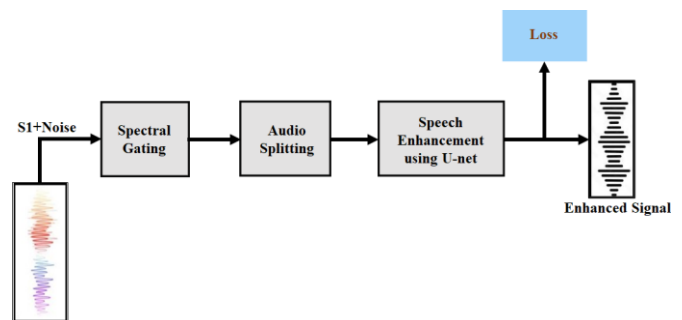 Loss
S1+Noise
Spectral
Gating
Audio
Splitting
Speech
Enhancement
using U-net
Enhanced Signal